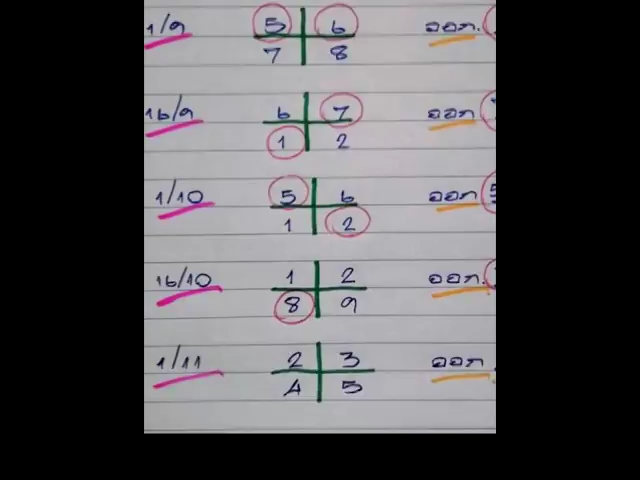 1/9 5 6 ออก.
7 8
16/9 6 7 ออก
1 2
1/10 5 6 ออก
1 2
16/10 1 2 ออก.
8 9
1/11 2 3 ออก.
4 5